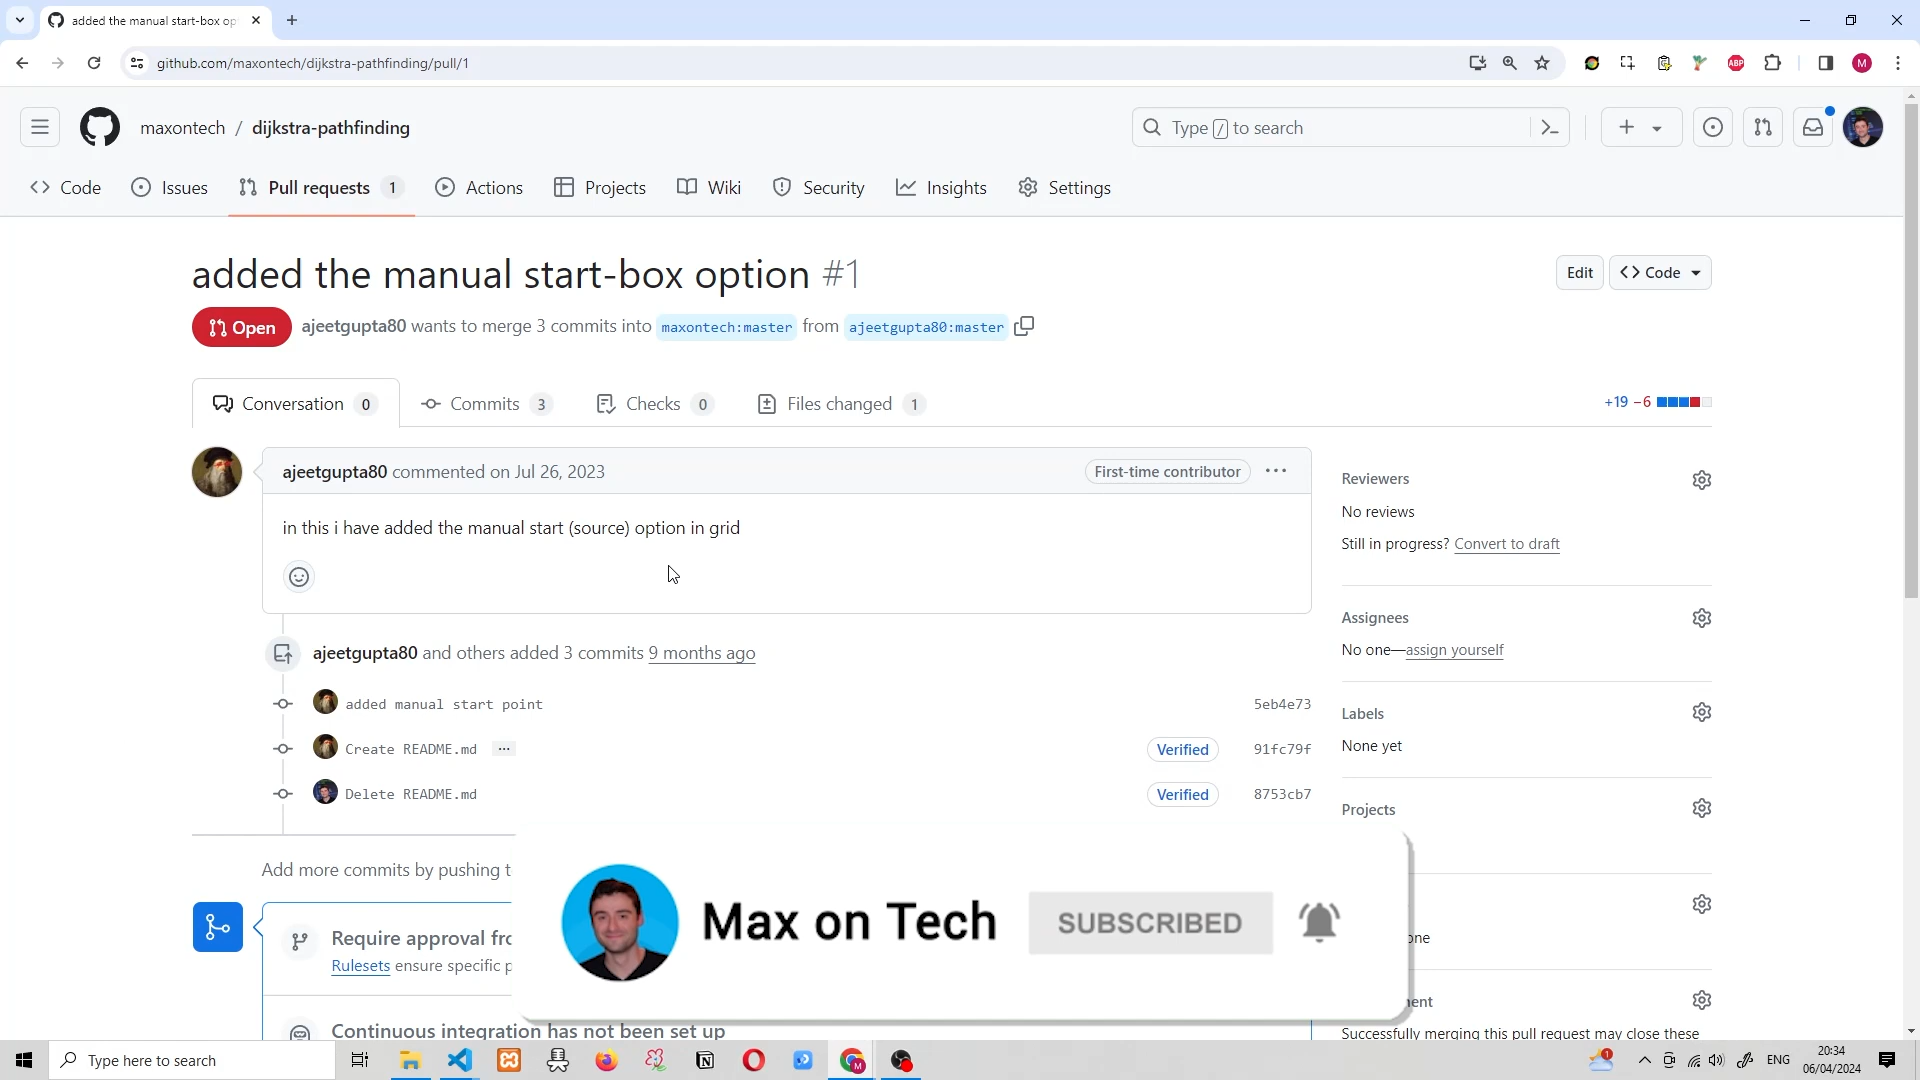 added the manual start-box op
github.com/maxontech/dijkstra-pathfinding/pull/1
ABP
M
maxontech / dijkstra-pathfinding
Type / to search
Code
Issues
Pull requests 1
Actions
Projects
Wiki
Security
Insights
Settings
added the manual start-box option #1
Edit
Code
Open
ajeetgupta80 wants to merge 3 commits into maxontech:master from ajeetgupta80:master
Conversation 0
Commits 3
Checks 0
Files changed 1
+19 −6
ajeetgupta80 commented on Jul 26, 2023
First-time contributor
in this i have added the manual start (source) option in grid
Reviewers
No reviews
Still in progress? Convert to draft
Assignees
No one—assign yourself
ajeetgupta80 and others added 3 commits 9 months ago
added manual start point
5eb4e73
Create README.md ...
Verified
91fc79f
Delete README.md
Verified
8753cb7
Labels
None yet
Projects
Add more commits by pushing t
Max on Tech
SUBSCRIBED
Require approval fro
Rulesets ensure specific p
Continuous integration has not been set up
one
ment
Successfully merging this pull request may close these
Type here to search
M
1
ENG
20:34
06/04/2024